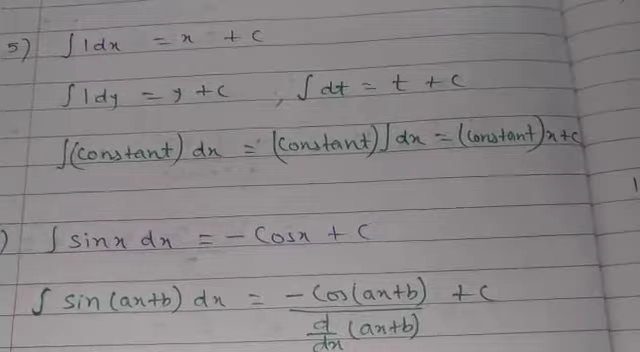 5) ∫1dx = x + c
∫1dy = y + c , ∫dt = t + c
∫(constant) dx = (constant)∫dx = (constant)x+c
) ∫ sinx dx = - cosx + c
∫ sin(ax+b) dx = -cos(ax+b) + c
d/dx (ax+b)